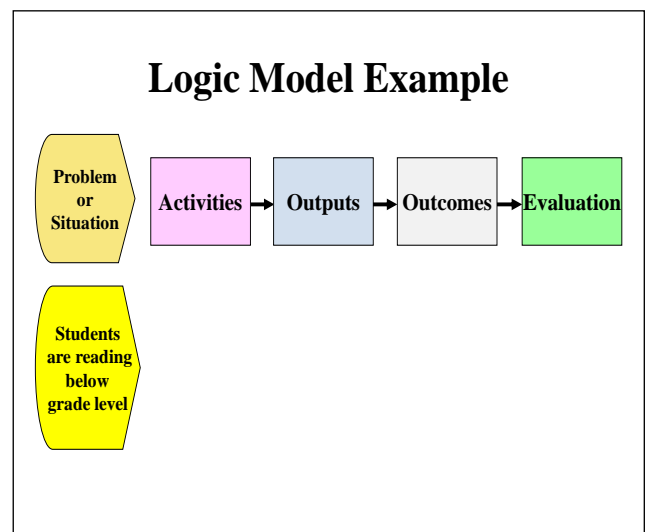 Logic Model Example
Problem
or
Situation
Activities
Outputs
Outcomes
Evaluation
Students
are reading
below
grade level